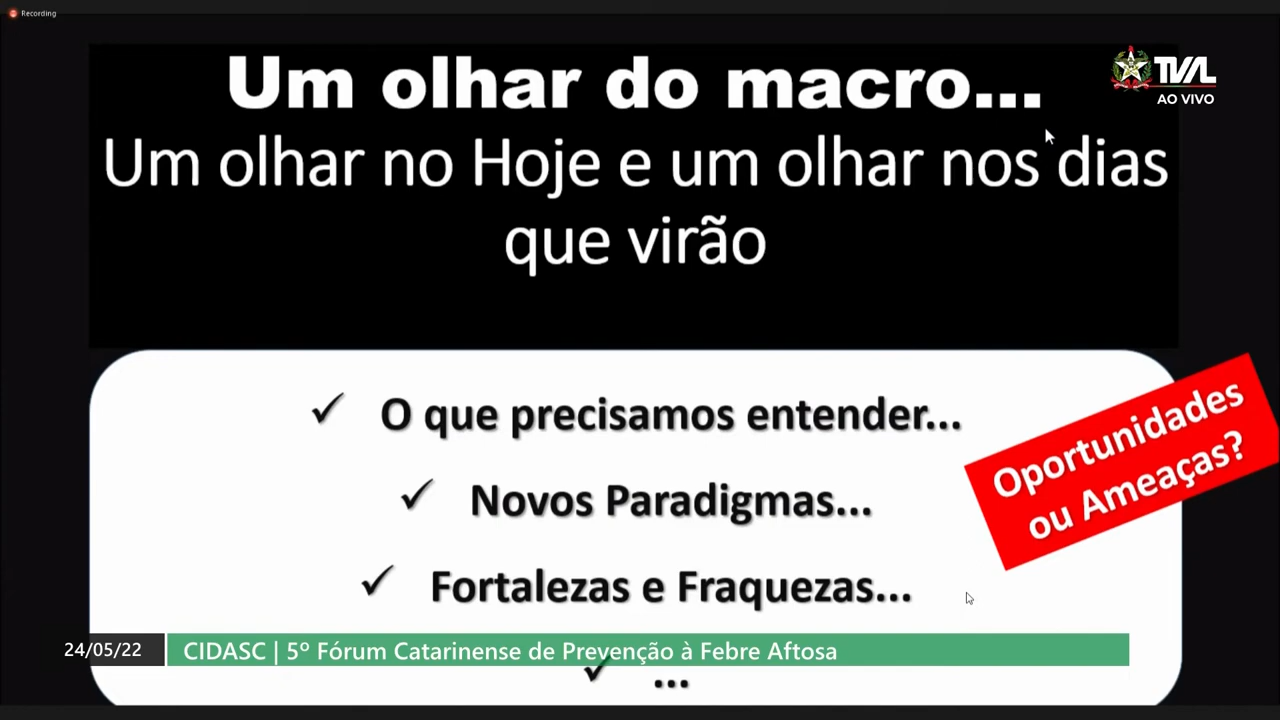 Recording
Um olhar do macro...
TVAL
AO VIVO
Um olhar no Hoje e um olhar nos dias
que virão
O que precisamos entender...
Oportunidades
ou Ameaças?
Novos Paradigmas...
Fortalezas e Fraquezas...
24/05/22
CIDASC | 5º Fórum Catarinense de Prevenção à Febre Aftosa
...